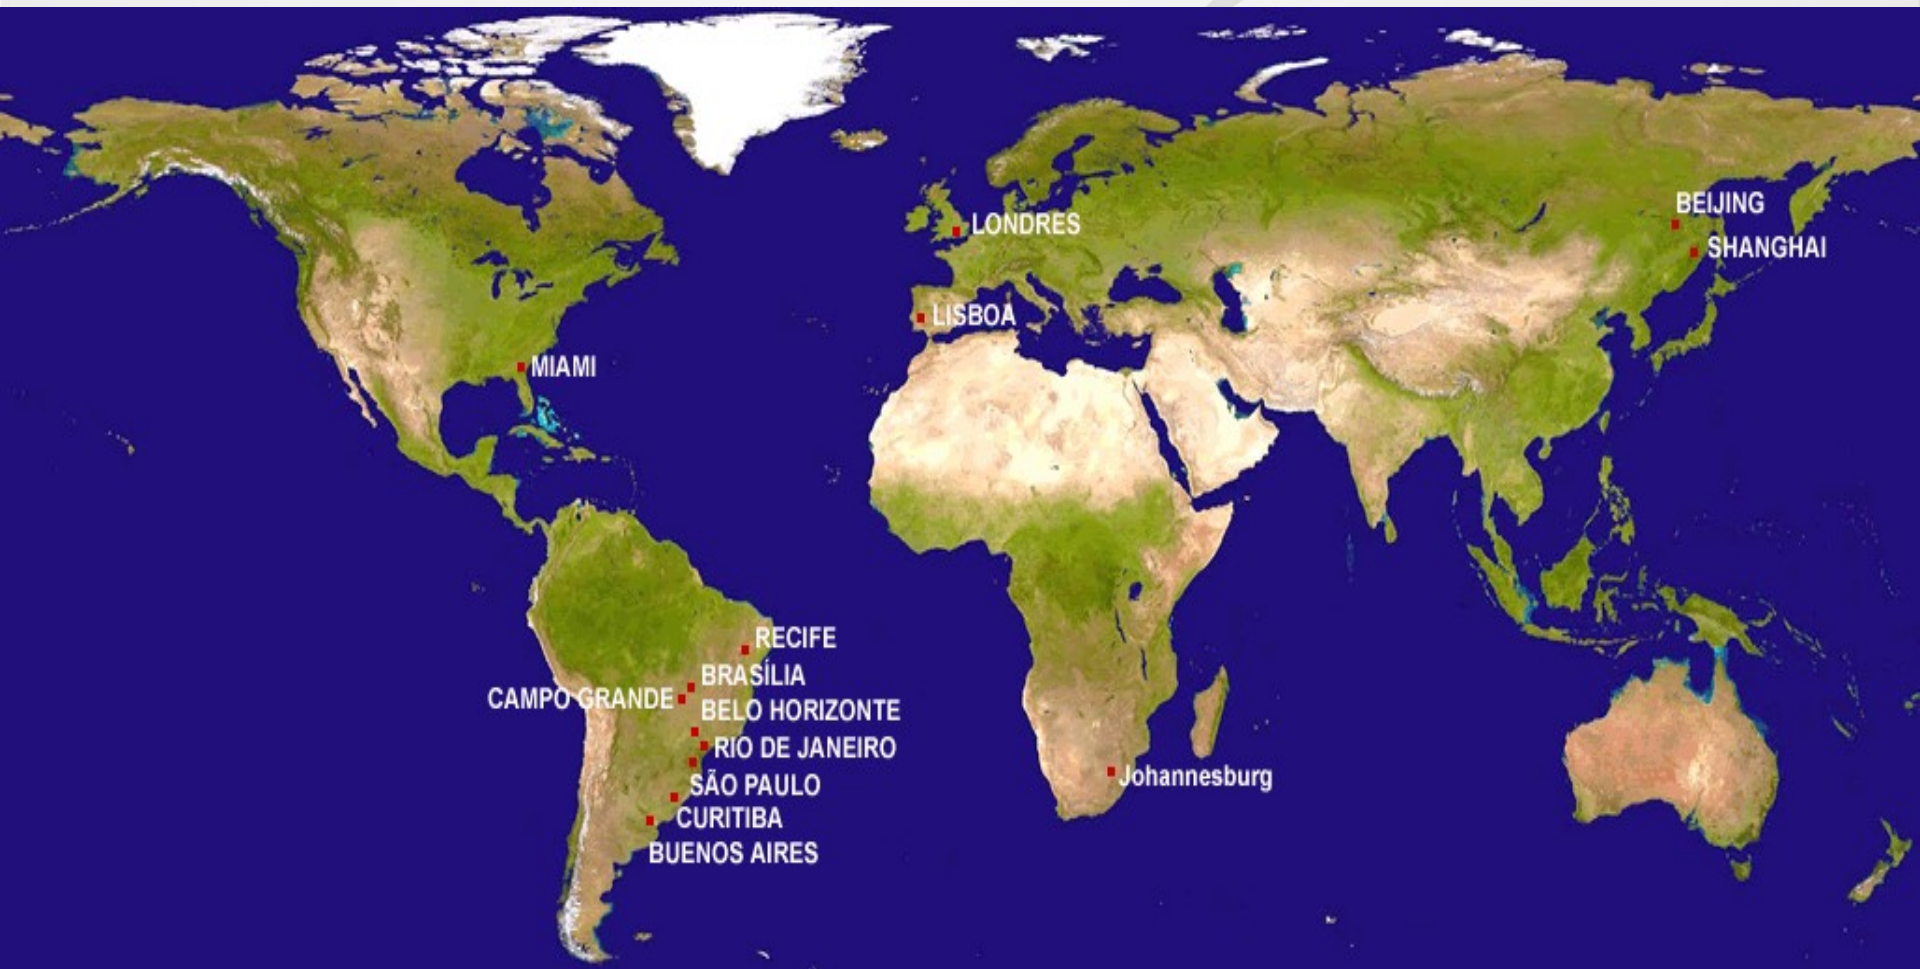 BEIJING
LONDRES
SHANGHAI
LISBOA
MIAMI
RECIFE
BRASÍLIA
CAMPO GRANDE
BELO HORIZONTE
RIO DE JANEIRO
Johannesburg
SÃO PAULO
CURITIBA
BUENOS AIRES